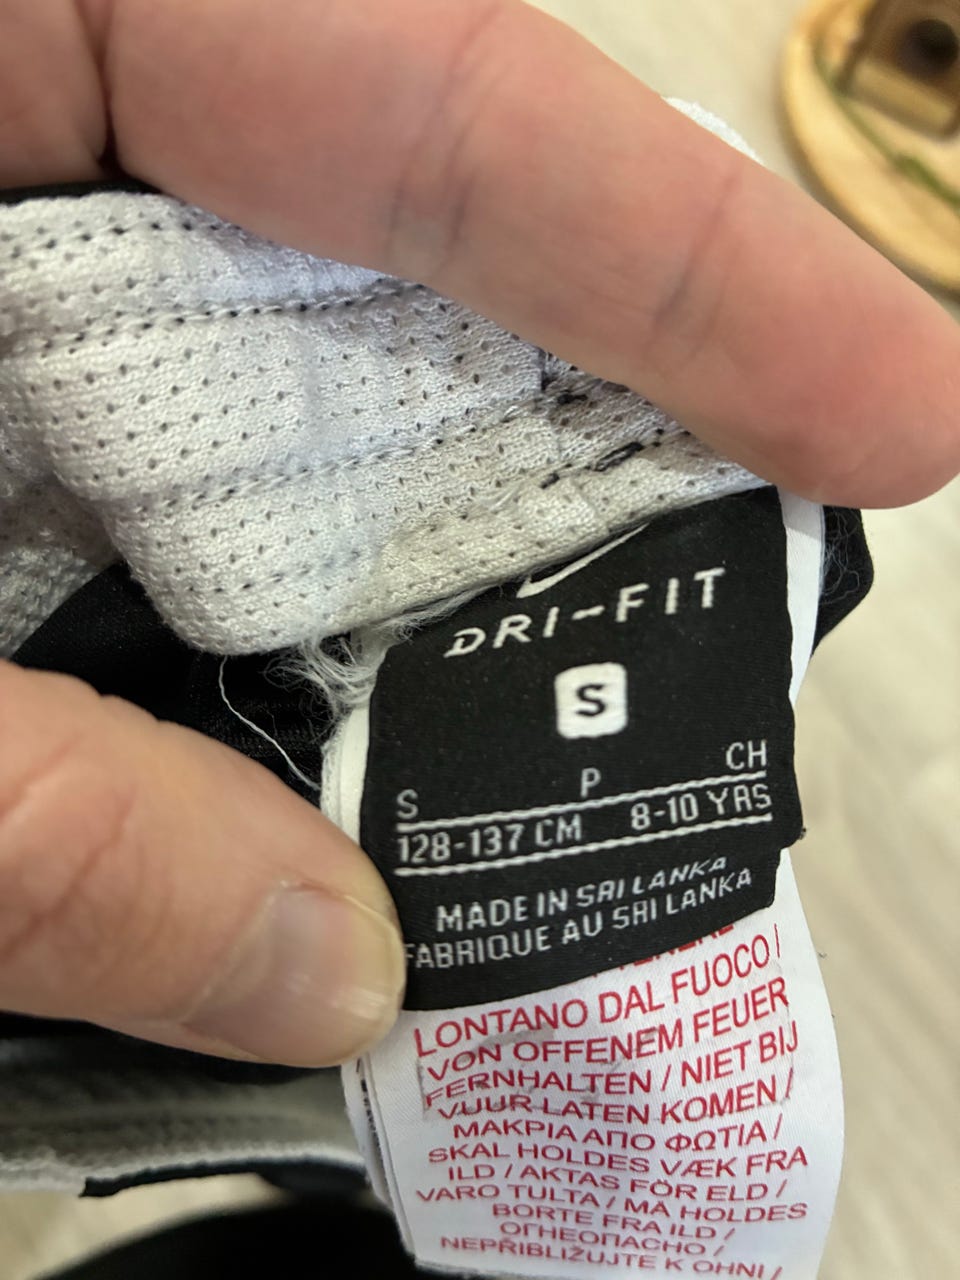 DRI-FIT
S
S P CH
128-137 CM 8-10 YRS
MADE IN SRI LANKA
FABRIQUE AU SRI LANKA
LONTANO DAL FUOCO /
VON OFFENEM FEUER
FERNHALTEN / NIET BIJ
VUUR LATEN KOMEN /
ΜΑΚΡΙΑ ΑΠΟ ΦΩΤΙΑ /
SKAL HOLDES VÆK FRA
ILD / AKTAS FÖR ELD /
VARO TULTA / MA HOLDES
BORTE FRA ILD /
ОГНЕОПАСНО /
NEPŘIBLIŽUJTE K OHNI /